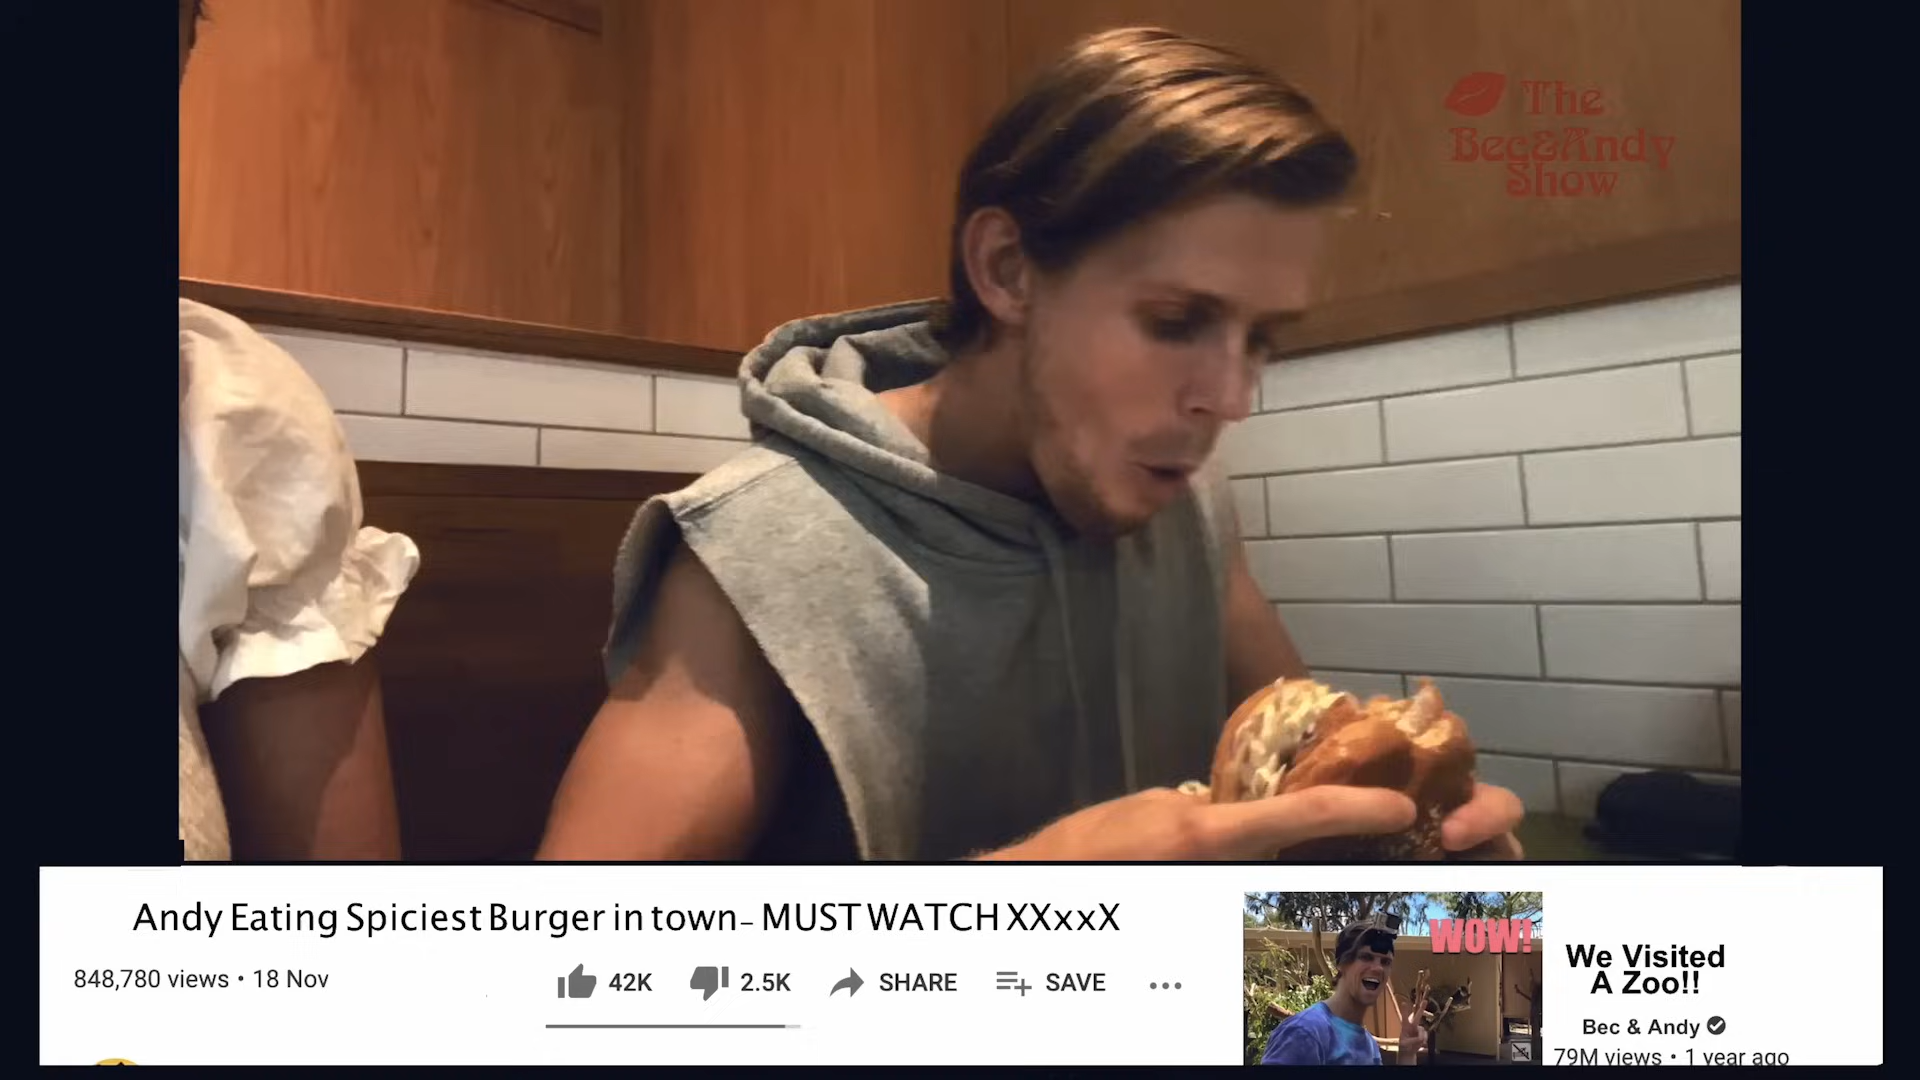 The
Bec&Andy
Show
Andy Eating Spiciest Burger in town- MUST WATCH XXxxX
848,780 views • 18 Nov
42K
2.5K
SHARE
SAVE
WOW!
We Visited
A Zoo!!
Bec & Andy
79M views • 1 year ago